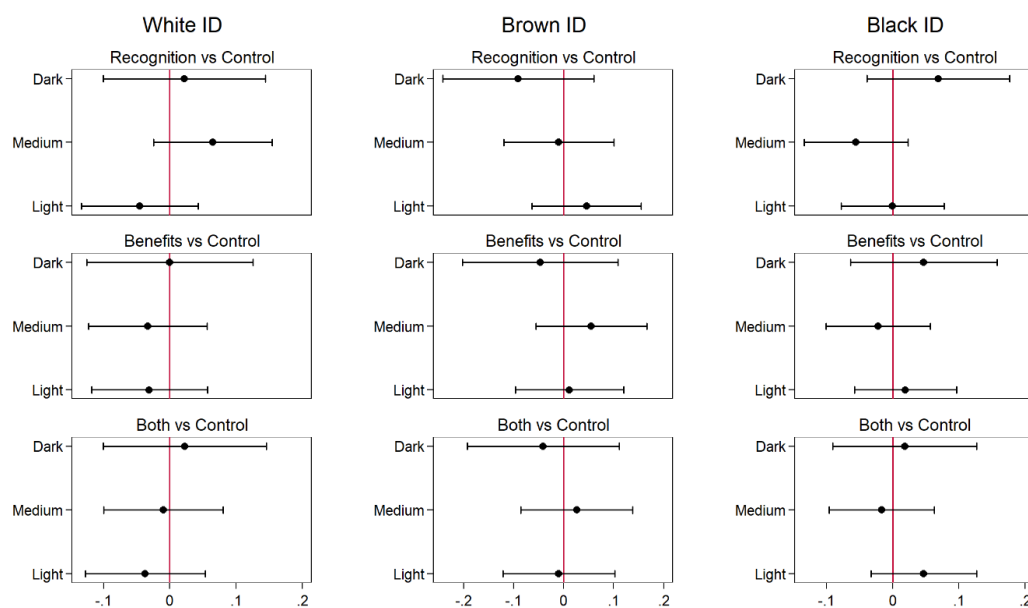 White ID
Recognition vs Control
Dark
Medium
Light
Benefits vs Control
Dark
Medium
Light
Both vs Control
Dark
Medium
Light
-.1 0 .1 .2
Brown ID
Recognition vs Control
Dark
Medium
Light
Benefits vs Control
Dark
Medium
Light
Both vs Control
Dark
Medium
Light
-.2 -.1 0 .1 .2
Black ID
Recognition vs Control
Dark
Medium
Light
Benefits vs Control
Dark
Medium
Light
Both vs Control
Dark
Medium
Light
-.1 0 .1 .2